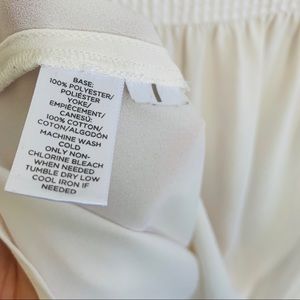 BASE:
100% POLYESTER/
POLIÉSTER
YOKE/
EMPIÈCEMENT/
CANESÚ:
100% COTTON/
COTON/ALGODÓN
MACHINE WASH
COLD
ONLY NON-
CHLORINE BLEACH
WHEN NEEDED
TUMBLE DRY LOW
COOL IRON IF
NEEDED